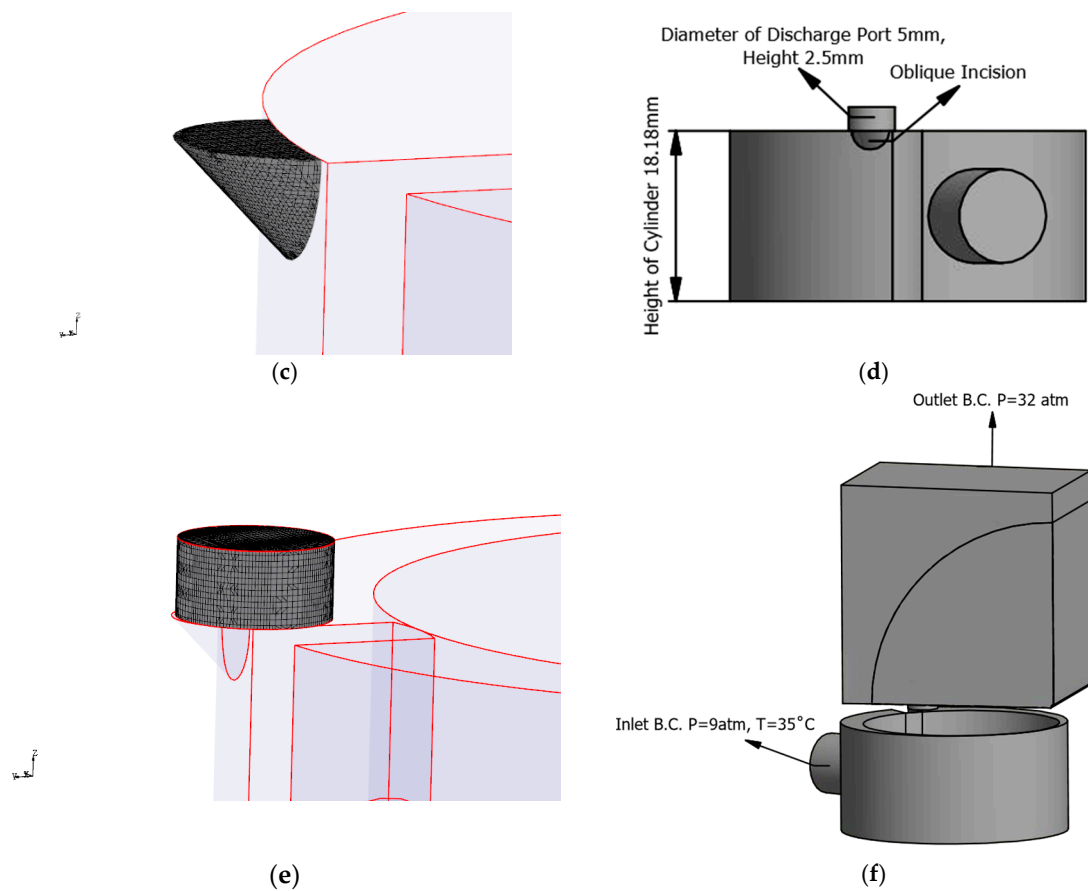 Diameter of Discharge Port 5mm,
Height 2.5mm
Oblique Incision
Height of Cylinder 18.18mm
Z
(c)
(d)
Outlet B.C. P=32 atm
Inlet B.C. P=9atm, T=35°C
Z
(e)
(f)